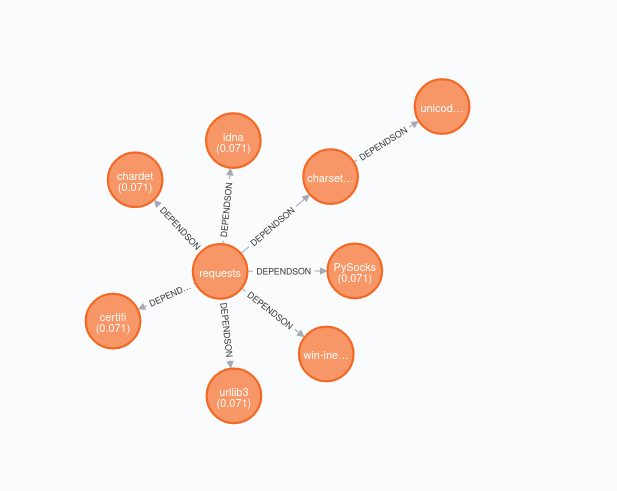 unicod...
DEPENDSON
idna
(0.071)
charset...
chardet
(0.071)
DEPENDSON
DEPENDSON
DEPENDSON
requests
DEPENDSON
PySocks
(0.071)
DEPEND...
DEPENDSON
certifi
(0.071)
DEPENDSON
win-ine...
urllib3
(0.071)